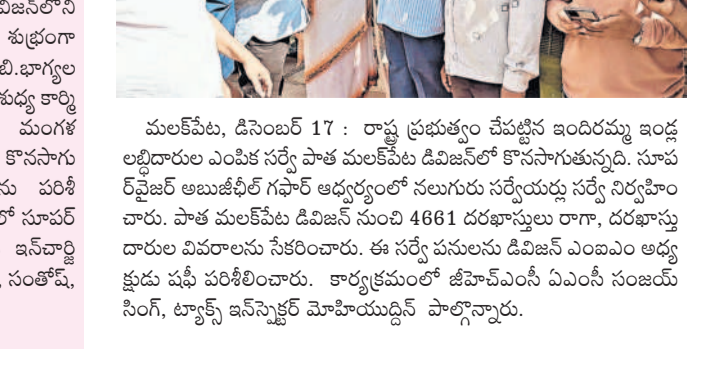 విజన్‌లోని
శుభ్రంగా
బి.భాగ్యల
శుధ్య కార్మి
మంగళ
కొనసాగు
ను పరిశీ
లో సూపర్
ఇన్‌చార్జి
, సంతోష్,
మలక్‌పేట, డిసెంబర్ 17 : రాష్ట్ర ప్రభుత్వం చేపట్టిన ఇందిరమ్మ ఇండ్ల
లబ్ధిదారుల ఎంపిక సర్వే పాత మలక్‌పేట డివిజన్‌లో కొనసాగుతున్నది. సూప
ర్‌వైజర్ అబుజీఛీల్ గఫార్ ఆధ్వర్యంలో నలుగురు సర్వేయర్లు సర్వే నిర్వహిం
చారు. పాత మలక్‌పేట డివిజన్ నుంచి 4661 దరఖాస్తులు రాగా, దరఖాస్తు
దారుల వివరాలను సేకరించారు. ఈ సర్వే పనులను డివిజన్ ఎంఐఎం అధ్య
క్షుడు షఫీ పరిశీలించారు. కార్యక్రమంలో జీహెచ్ఎంసీ ఏఎంసీ సంజయ్
సింగ్, ట్యాక్స్ ఇన్‌స్పెక్టర్ మోహియుద్దిన్ పాల్గొన్నారు.